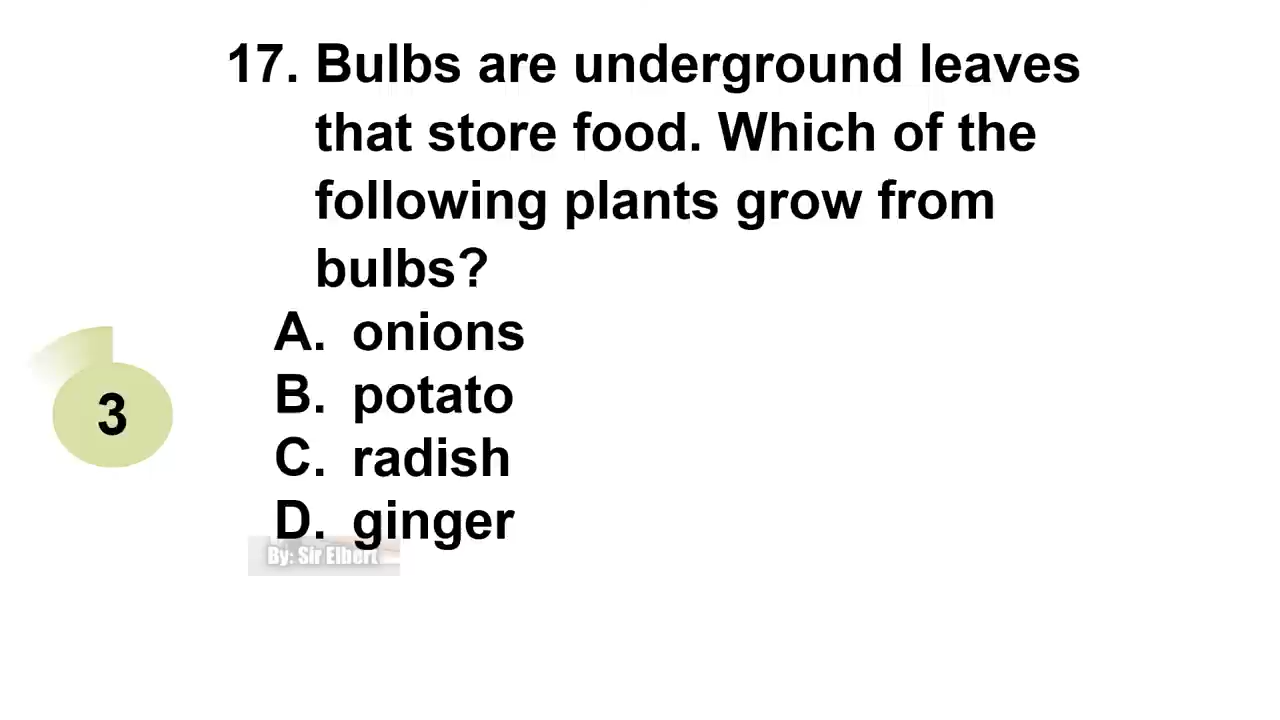 17. Bulbs are underground leaves
that store food. Which of the
following plants grow from
bulbs?
A. onions
B. potato
3
C. radish
D. ginger
By: Sir Elbert